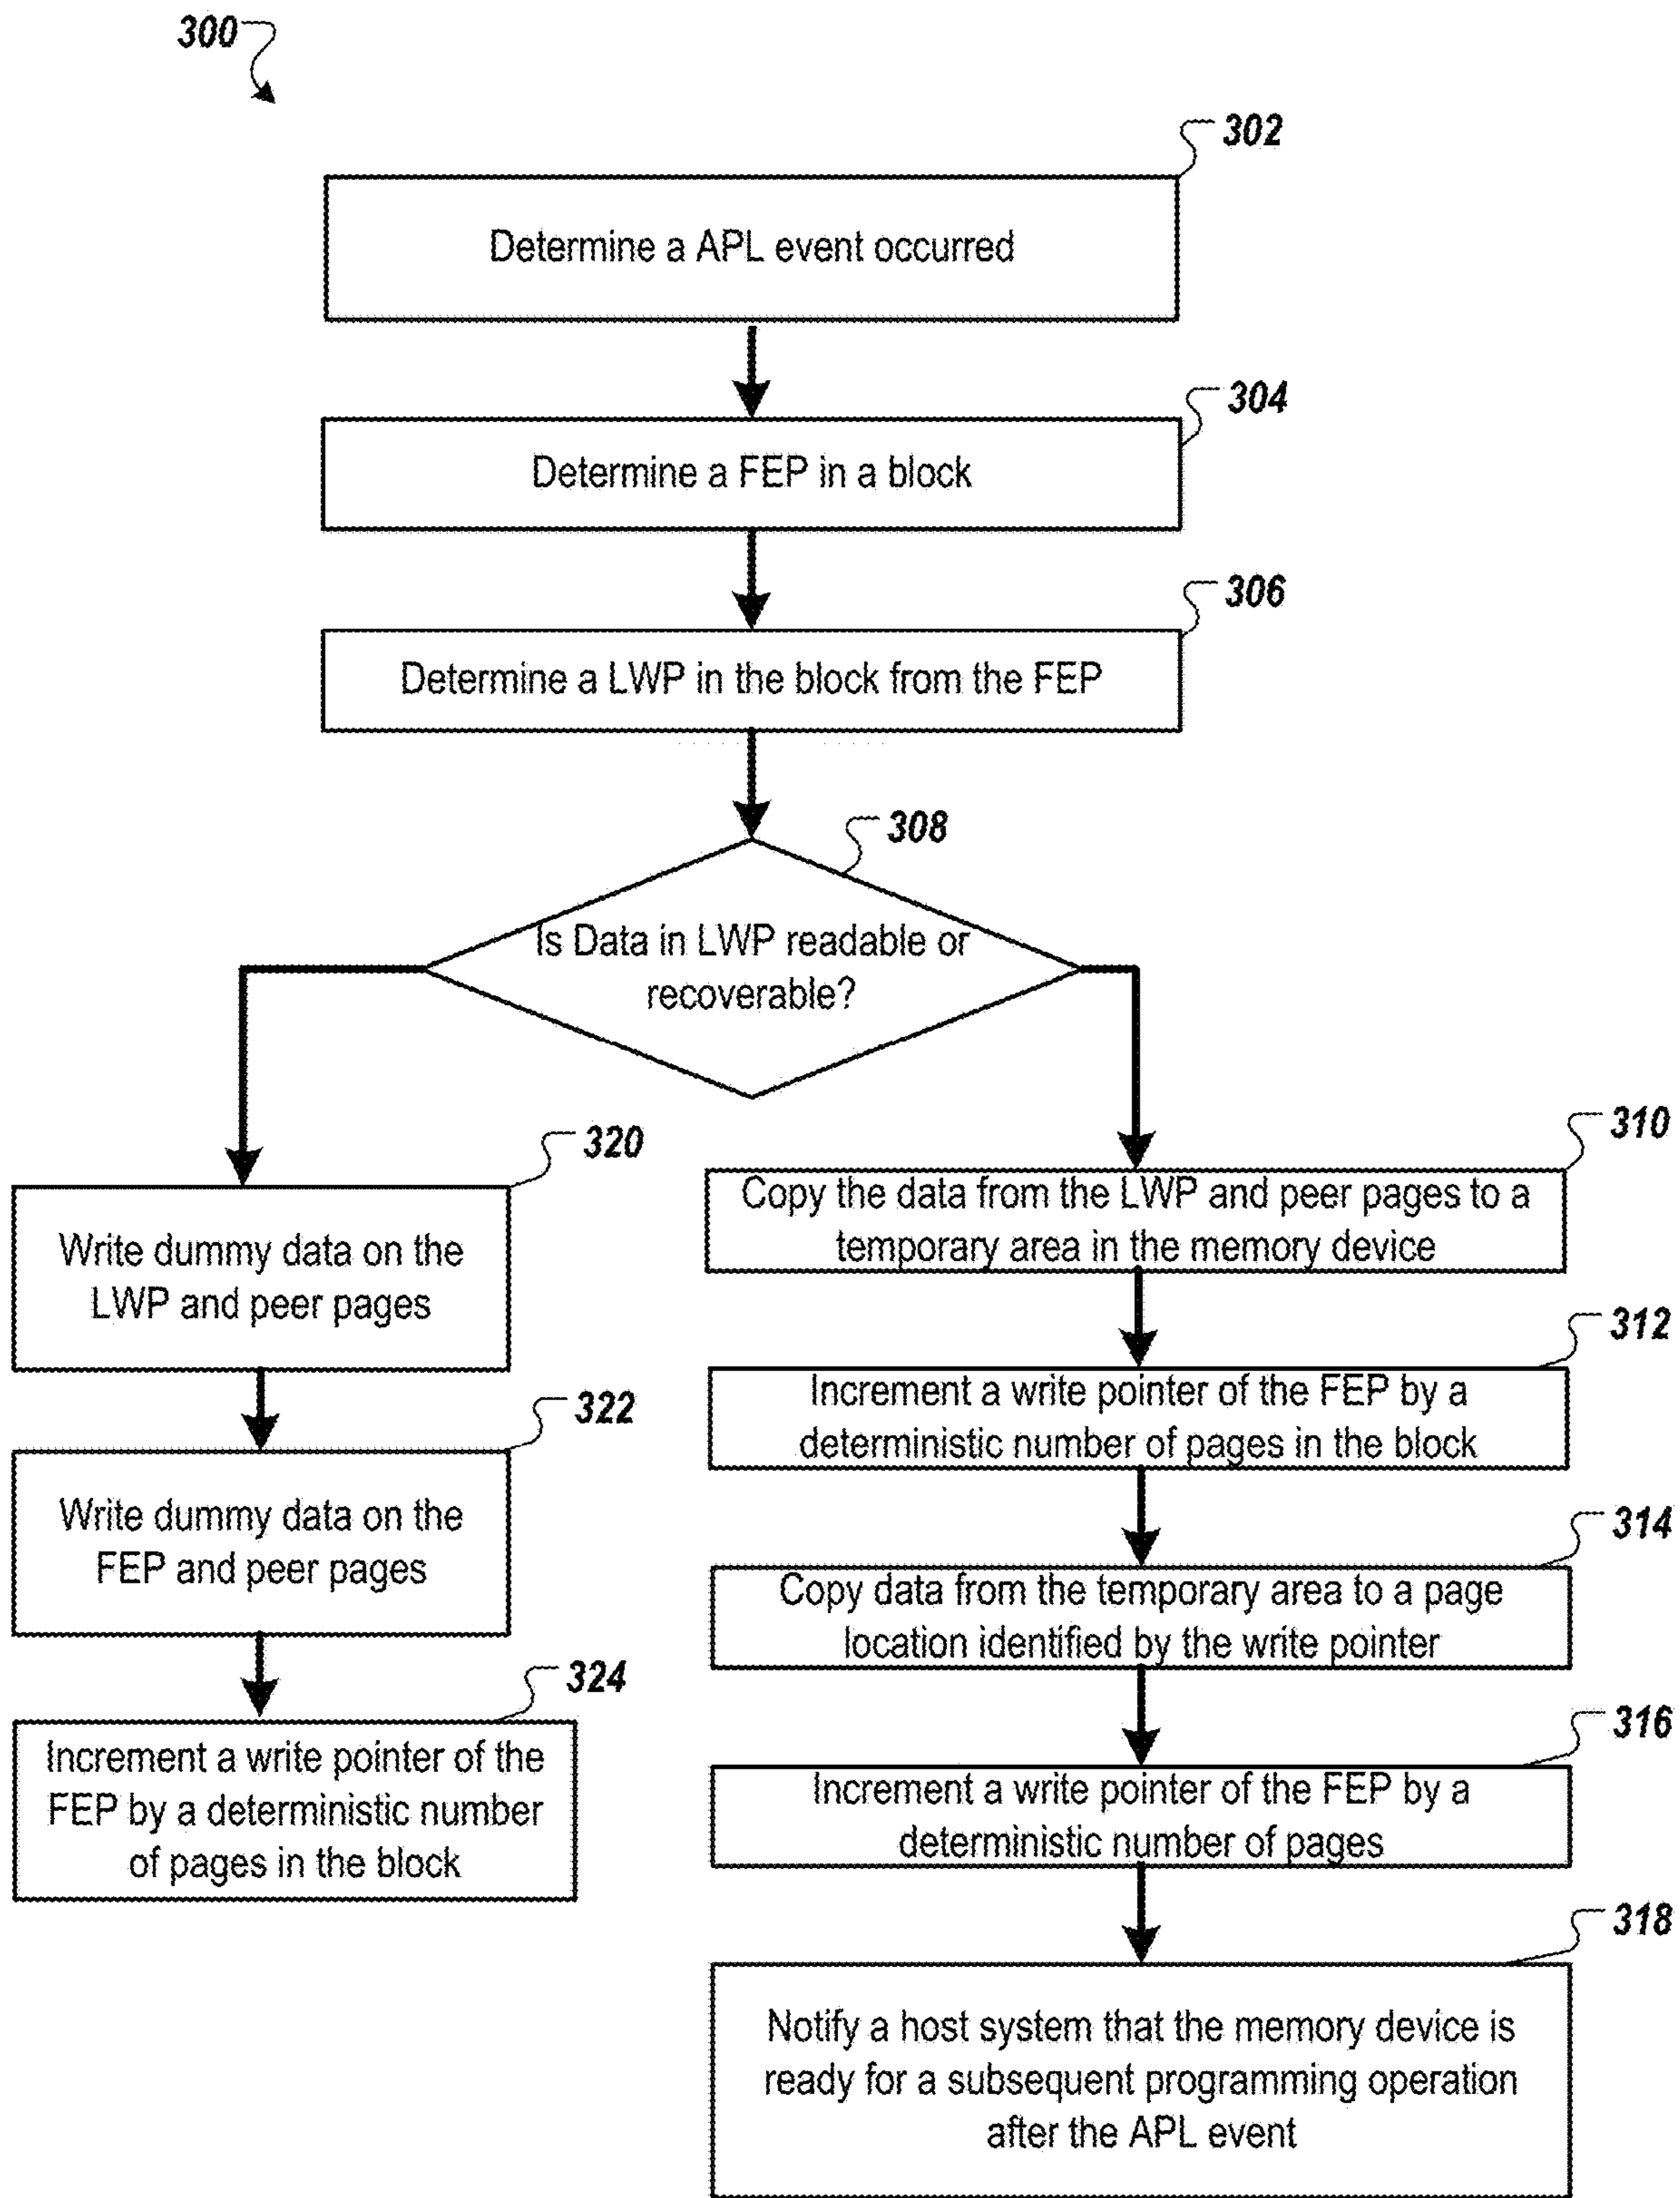 300
302
Determine a APL event occurred
304
Determine a FEP in a block
306
Determine a LWP in the block from the FEP
308
Is Data in LWP readable or
recoverable?
310
Copy the data from the LWP and peer pages to a
temporary area in the memory device
312
Increment a write pointer of the FEP by a
deterministic number of pages in the block
314
Copy data from the temporary area to a page
location identified by the write pointer
316
Increment a write pointer of the FEP by a
deterministic number of pages
318
Notify a host system that the memory device is
ready for a subsequent programming operation
after the APL event
320
Write dummy data on the
LWP and peer pages
322
Write dummy data on the
FEP and peer pages
324
Increment a write pointer of the
FEP by a deterministic number
of pages in the block